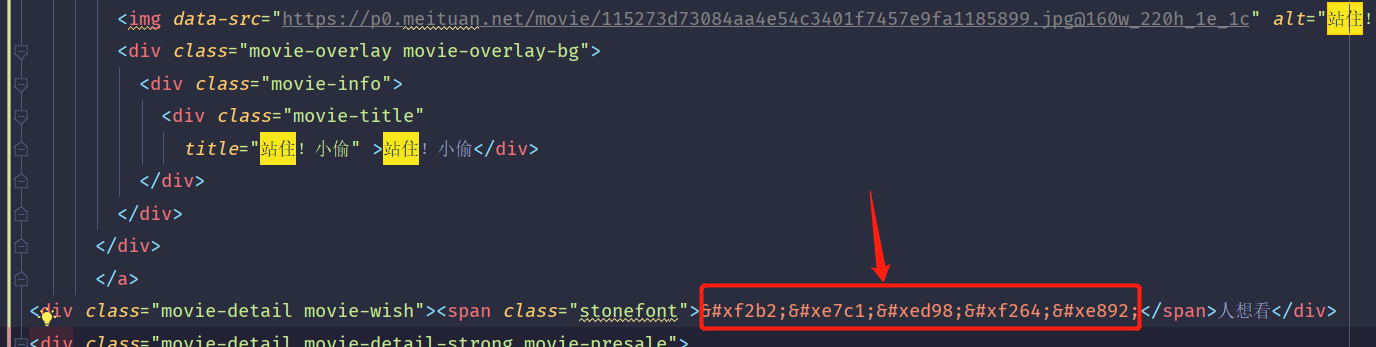 <img data-src="https://p0.meituan.net/movie/115273d73084aa4e54c3401f7457e9fa1185899.jpg@160w_220h_1e_1c" alt="站住!
<div class="movie-overlay movie-overlay-bg">
<div class="movie-info">
<div class="movie-title"
title="站住! 小偷" >站住! 小偷</div>
</div>
</div>
</div>
</a>
<div class="movie-detail movie-wish"><span class="stonefont">&#xf2b2;&#xe7c1;&#xed98;&#xf264;&#xe892;</span>人想看</div>
<div class="movie-detail movie-detail-strong movie-presale">